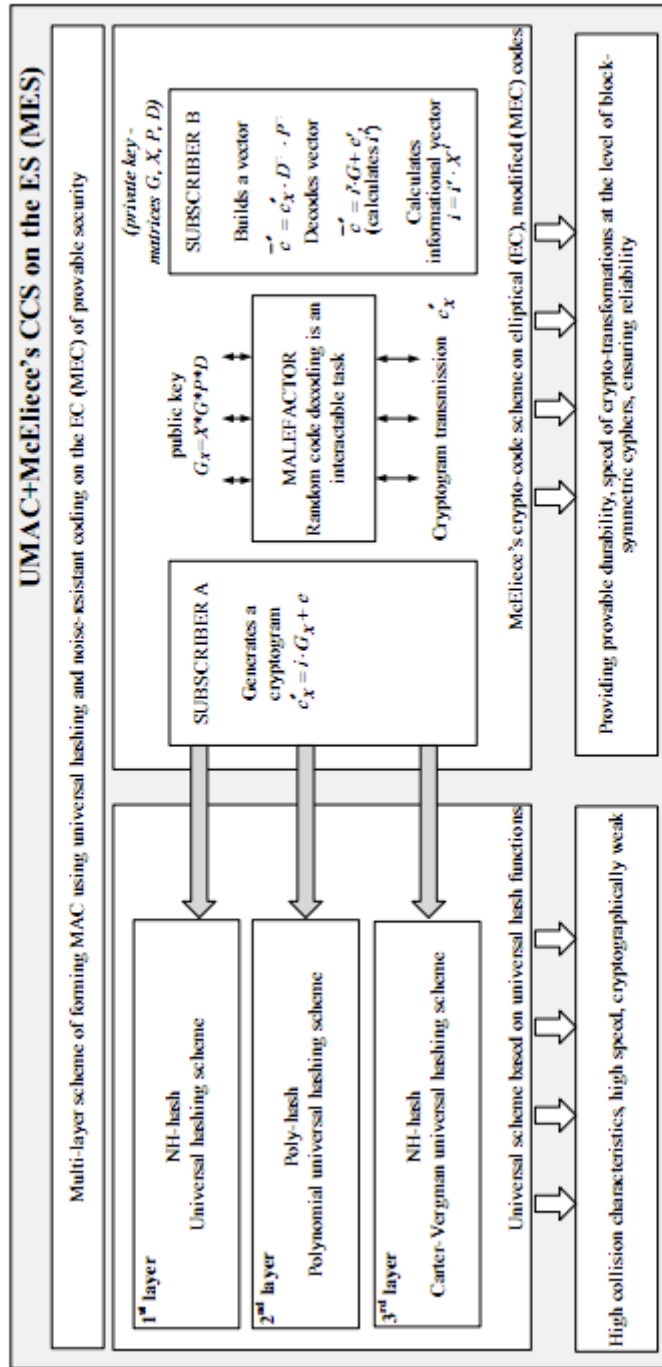 UMAC+McEliece's CCS on the ES (MES)
Multi-layer scheme of forming MAC using universal hashing and noise-resistant coding on the EC (MEC) of provable security
1st layer
NH-hash
Universal hashing scheme
2nd layer
Poly-hash
Polynomial universal hashing scheme
3rd layer
NH-hash
Carter-Vergman universal hashing scheme
Universal scheme based on universal hash functions
High collision characteristics, high speed, cryptographically weak
SUBSCRIBER A
Generates a
cryptogram
c'X = i · GX + e
public key
GX=X*G*P*D
MALEFACTOR
Random code decoding is an
interactable task
Cryptogram transmission c'X
(private key -
matrices G, X, P, D)
SUBSCRIBER B
Builds a vector
c̄' = c'X · D⁻ · P⁻
Decodes vector
c̄' = i'·G + c'X
(calculates i')
Calculates
informational vector
i = i' · X
McEliece's crypto-code scheme on elliptical (EC), modified (MEC) codes
Providing provable durability, speed of crypto-transformations at the level of block-
symmetric cyphers, ensuring reliability